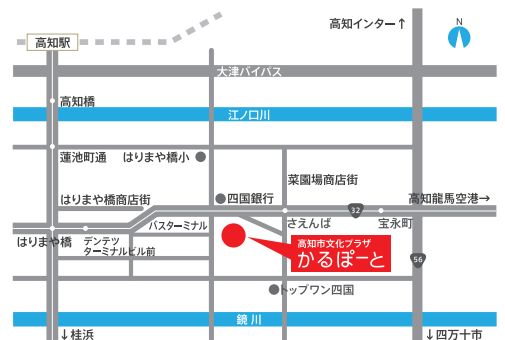 高知インター↑
N
高知駅
大津バイパス
高知橋
江ノ口川
蓮池町通
はりまや橋小
菜園場商店街
はりまや橋商店街
四国銀行
高知龍馬空港→
32
バスターミナル
さえんば
宝永町
はりまや橋
デンテツ
ターミナルビル前
高知市文化プラザ
かるぽーと
56
トップワン四国
鏡川
↓桂浜
↓四万十市